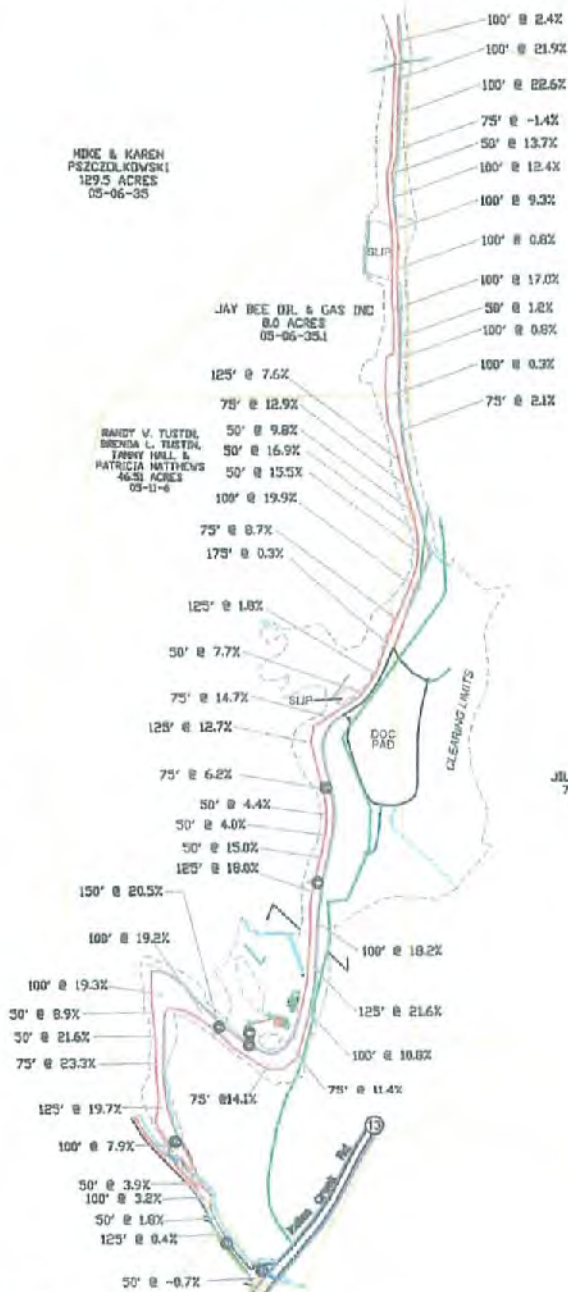 100' @ 2.4%
100' @ 21.9%
100' @ 22.6%
75' @ -1.4%
50' @ 13.7%
100' @ 12.4%
100' @ 9.3%
100' @ 0.8%
100' @ 17.0%
50' @ 1.2%
100' @ 0.8%
100' @ 0.3%
75' @ 2.1%
MIKE & KAREN
PSZCZOLKOWSKI
129.5 ACRES
05-06-35
SLIP
JAY BEE OIL & GAS INC
8.0 ACRES
05-06-35.1
RANDY V. TUSTIN,
BRENDA L. TUSTIN,
TAMMY HALL &
PATRICIA MATTHEWS
46.51 ACRES
05-11-6
125' @ 7.6%
75' @ 12.9%
50' @ 9.8%
50' @ 16.9%
50' @ 15.5%
100' @ 19.9%
75' @ 8.7%
175' @ 0.3%
125' @ 1.8%
50' @ 7.7%
75' @ 14.7%
SLIP
125' @ 12.7%
DOC
PAD
CLEARING LIMITS
75' @ 6.2%
50' @ 4.4%
50' @ 4.0%
50' @ 15.0%
125' @ 18.0%
150' @ 20.5%
100' @ 19.2%
100' @ 19.3%
50' @ 8.9%
50' @ 21.6%
75' @ 23.3%
125' @ 19.7%
100' @ 7.9%
50' @ 3.9%
100' @ 3.2%
50' @ 1.8%
125' @ 0.4%
50' @ -0.7%
100' @ 18.2%
125' @ 21.6%
100' @ 10.8%
75' @ 11.4%
75' @14.1%
13
Creek Rd
7